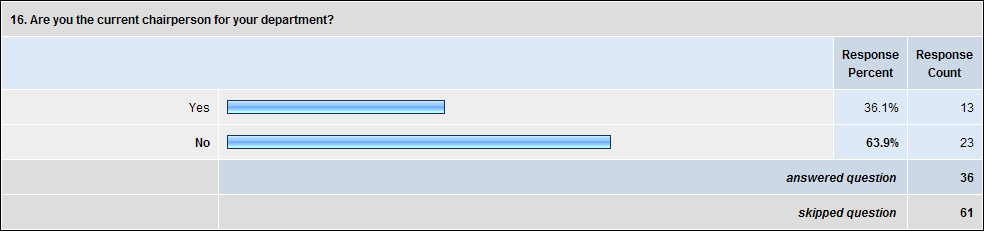 16. Are you the current chairperson for your department?
Response Percent
Response Count
Yes 36.1% 13
No 63.9% 23
answered question 36
skipped question 61